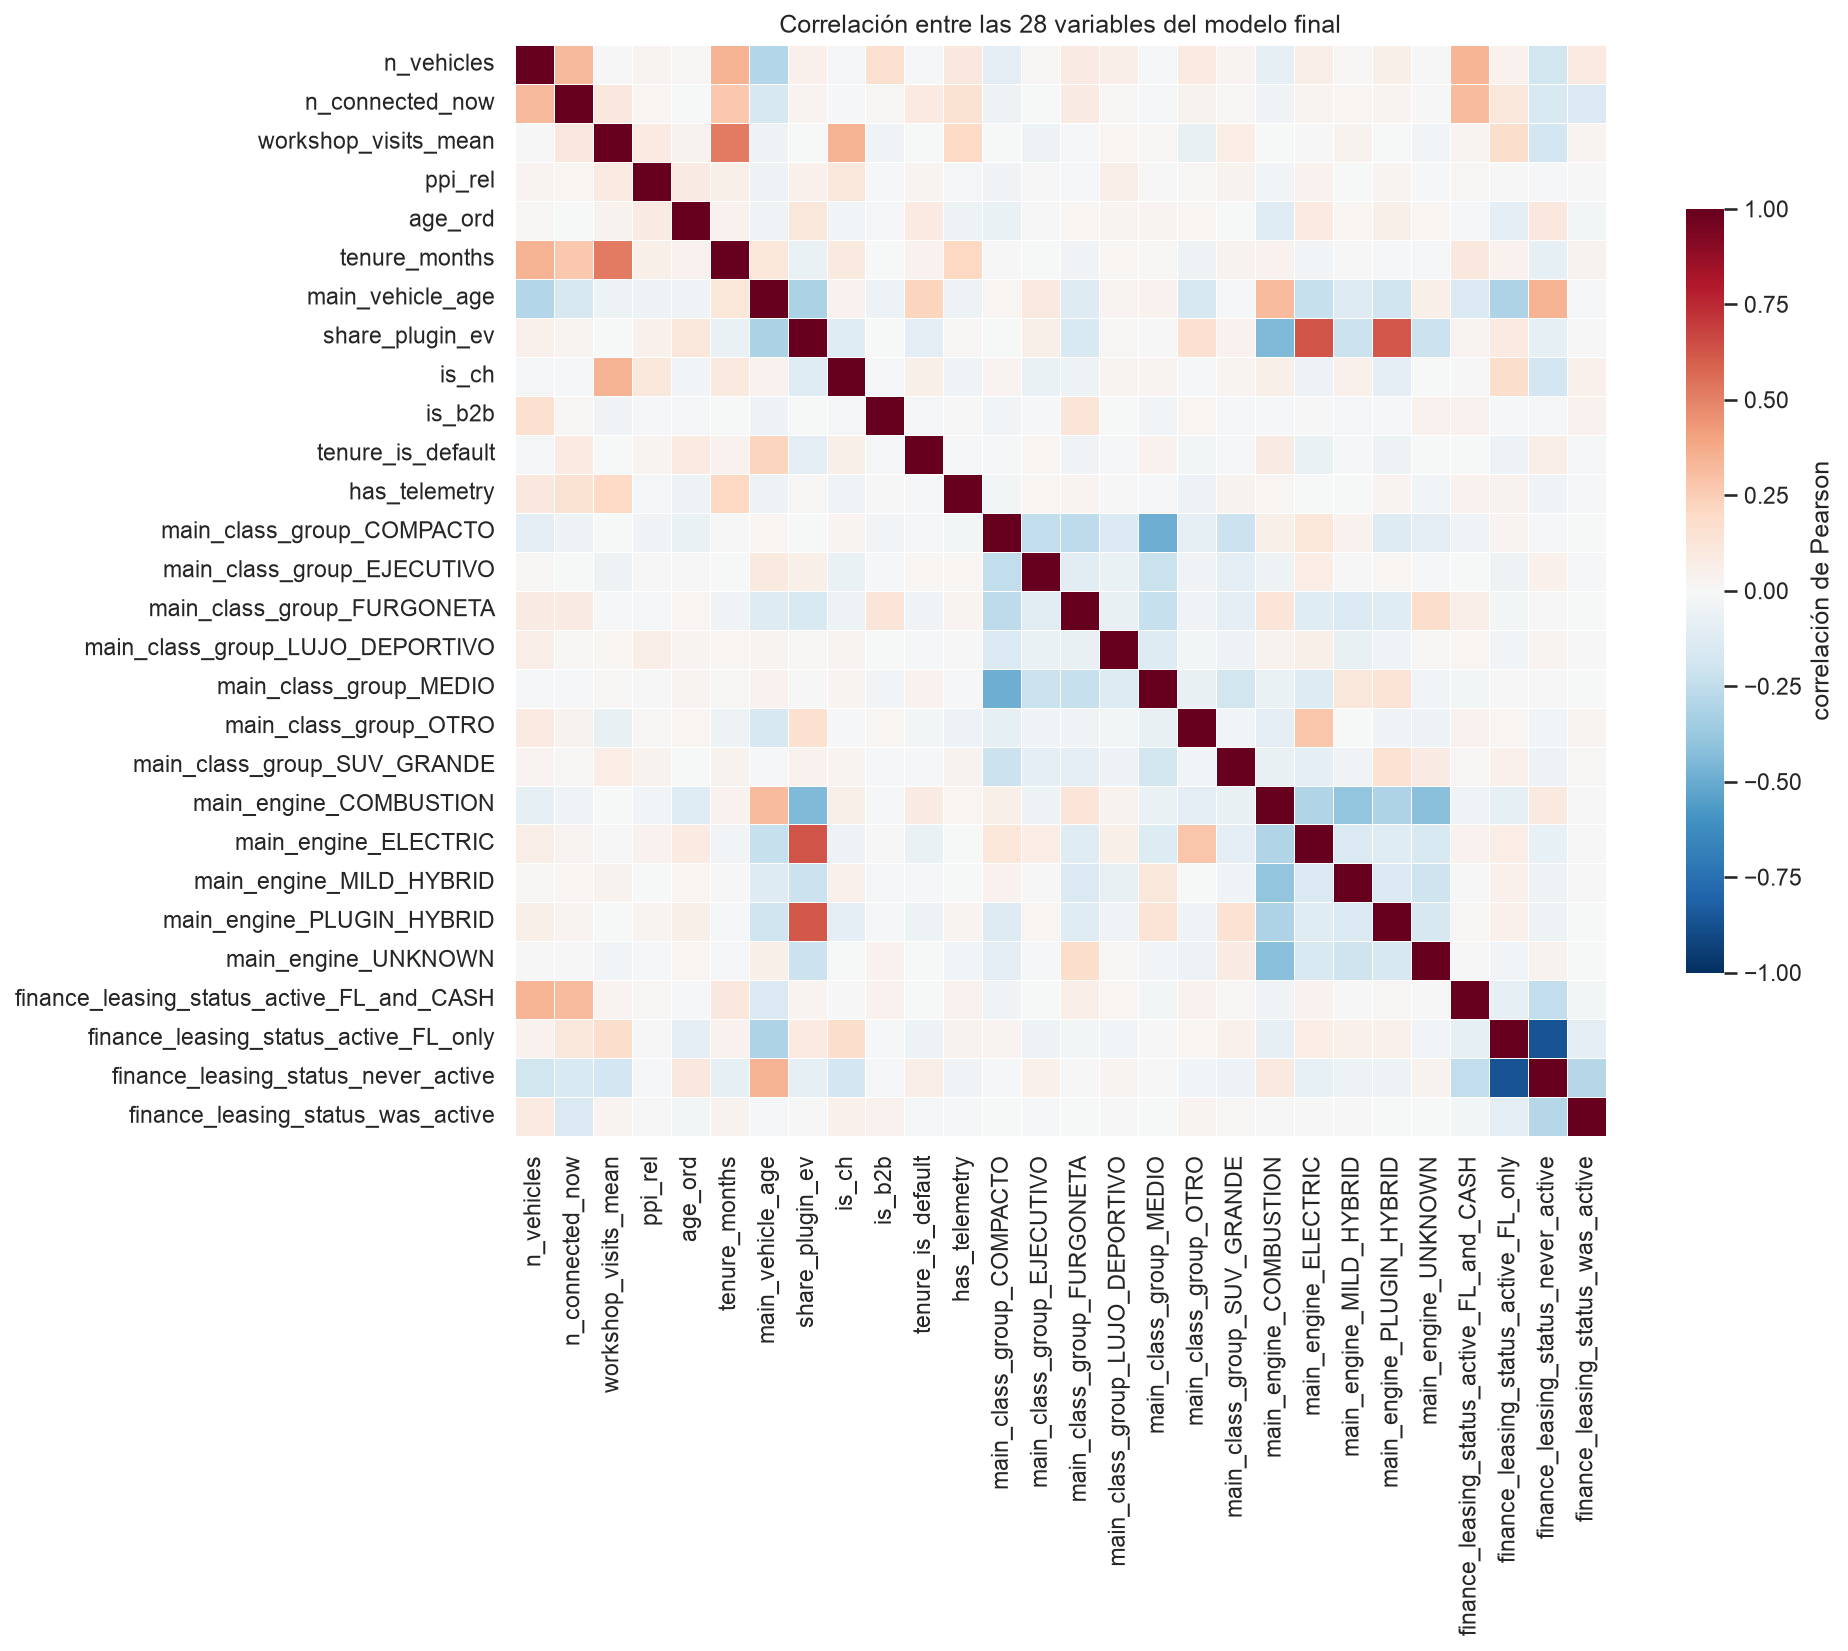 Correlación entre las 28 variables del modelo final
n_vehicles
n_connected_now
workshop_visits_mean
ppi_rel
age_ord
tenure_months
main_vehicle_age
share_plugin_ev
is_ch
is_b2b
tenure_is_default
has_telemetry
main_class_group_COMPACTO
main_class_group_EJECUTIVO
main_class_group_FURGONETA
main_class_group_LUJO_DEPORTIVO
main_class_group_MEDIO
main_class_group_OTRO
main_class_group_SUV_GRANDE
main_engine_COMBUSTION
main_engine_ELECTRIC
main_engine_MILD_HYBRID
main_engine_PLUGIN_HYBRID
main_engine_UNKNOWN
finance_leasing_status_active_FL_and_CASH
finance_leasing_status_active_FL_only
finance_leasing_status_never_active
finance_leasing_status_was_active
n_vehicles
n_connected_now
workshop_visits_mean
ppi_rel
age_ord
tenure_months
main_vehicle_age
share_plugin_ev
is_ch
is_b2b
tenure_is_default
has_telemetry
main_class_group_COMPACTO
main_class_group_EJECUTIVO
main_class_group_FURGONETA
main_class_group_LUJO_DEPORTIVO
main_class_group_MEDIO
main_class_group_OTRO
main_class_group_SUV_GRANDE
main_engine_COMBUSTION
main_engine_ELECTRIC
main_engine_MILD_HYBRID
main_engine_PLUGIN_HYBRID
main_engine_UNKNOWN
finance_leasing_status_active_FL_and_CASH
finance_leasing_status_active_FL_only
finance_leasing_status_never_active
finance_leasing_status_was_active
1.00
0.75
0.50
0.25
0.00
−0.25
−0.50
−0.75
−1.00
correlación de Pearson